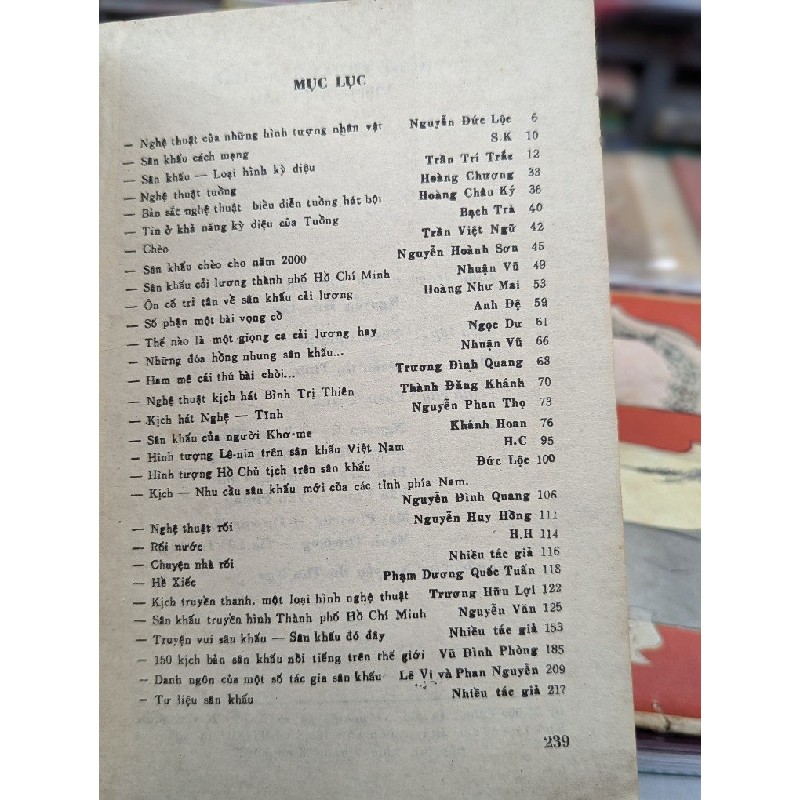 MỤC LỤC
— Nghệ thuật của những hình tượng nhân vật Nguyễn Đức Lộc 6
— Sân khấu cách mạng S.K 10
— Sân khấu — Loại hình kỳ diệu Trần Trí Trắc 12
— Nghệ thuật tuồng Hoàng Chương 33
— Bản sắc nghệ thuật biểu diễn tuồng hát bội Hoàng Châu Ký 36
— Tin ở khả năng kỳ diệu của Tuồng Bạch Trà 40
— Chèo Trần Việt Ngữ 42
— Sân khấu chèo cho năm 2000 Nguyễn Hoành Sơn 45
— Sân khấu cải lương thành phố Hồ Chí Minh Nhuận Vũ 49
— Ôn cố tri tân về sân khấu cải lương Hoàng Như Mai 53
— Số phận một bài vọng cổ Anh Đệ 59
— Thế nào là một giọng ca cải lương hay Ngọc Dư 61
— Những đóa hồng nhung sân khấu... Nhuận Vũ 66
— Ham mê cái thú bài chòi... Trương Đình Quang 68
— Nghệ thuật kịch hát Bình Trị Thiên Thành Đăng Khánh 70
— Kịch hát Nghệ — Tĩnh Nguyễn Phan Thọ 73
— Sân khấu của người Khơ-me Khánh Hoan 76
— Hình tượng Lê-nin trên sân khấu Việt Nam H.C 95
— Hình tượng Hồ Chủ tịch trên sân khấu Đức Lộc 100
— Kịch — Nhu cầu sân khấu mới của các tỉnh phía Nam.
Nguyễn Đình Quang 106
— Nghệ thuật rối Nguyễn Huy Hồng 111
— Rối nước H.H 114
— Chuyện nhà rối Nhiều tác giả 116
— Hề Xiếc Phạm Dương Quốc Tuấn 118
— Kịch truyền thanh, một loại hình nghệ thuật Trương Hữu Lợi 122
— Sân khấu truyền hình Thành phố Hồ Chí Minh Nguyễn Văn 125
— Truyện vui sân khấu — Sân khấu đó đây Nhiều tác giả 153
— 150 kịch bản sân khấu nổi tiếng trên thế giới Vũ Đình Phòng 185
— Danh ngôn của một số tác gia sân khấu Lê Vị và Phan Nguyễn 209
— Tư liệu sân khấu Nhiều tác giả 217
239